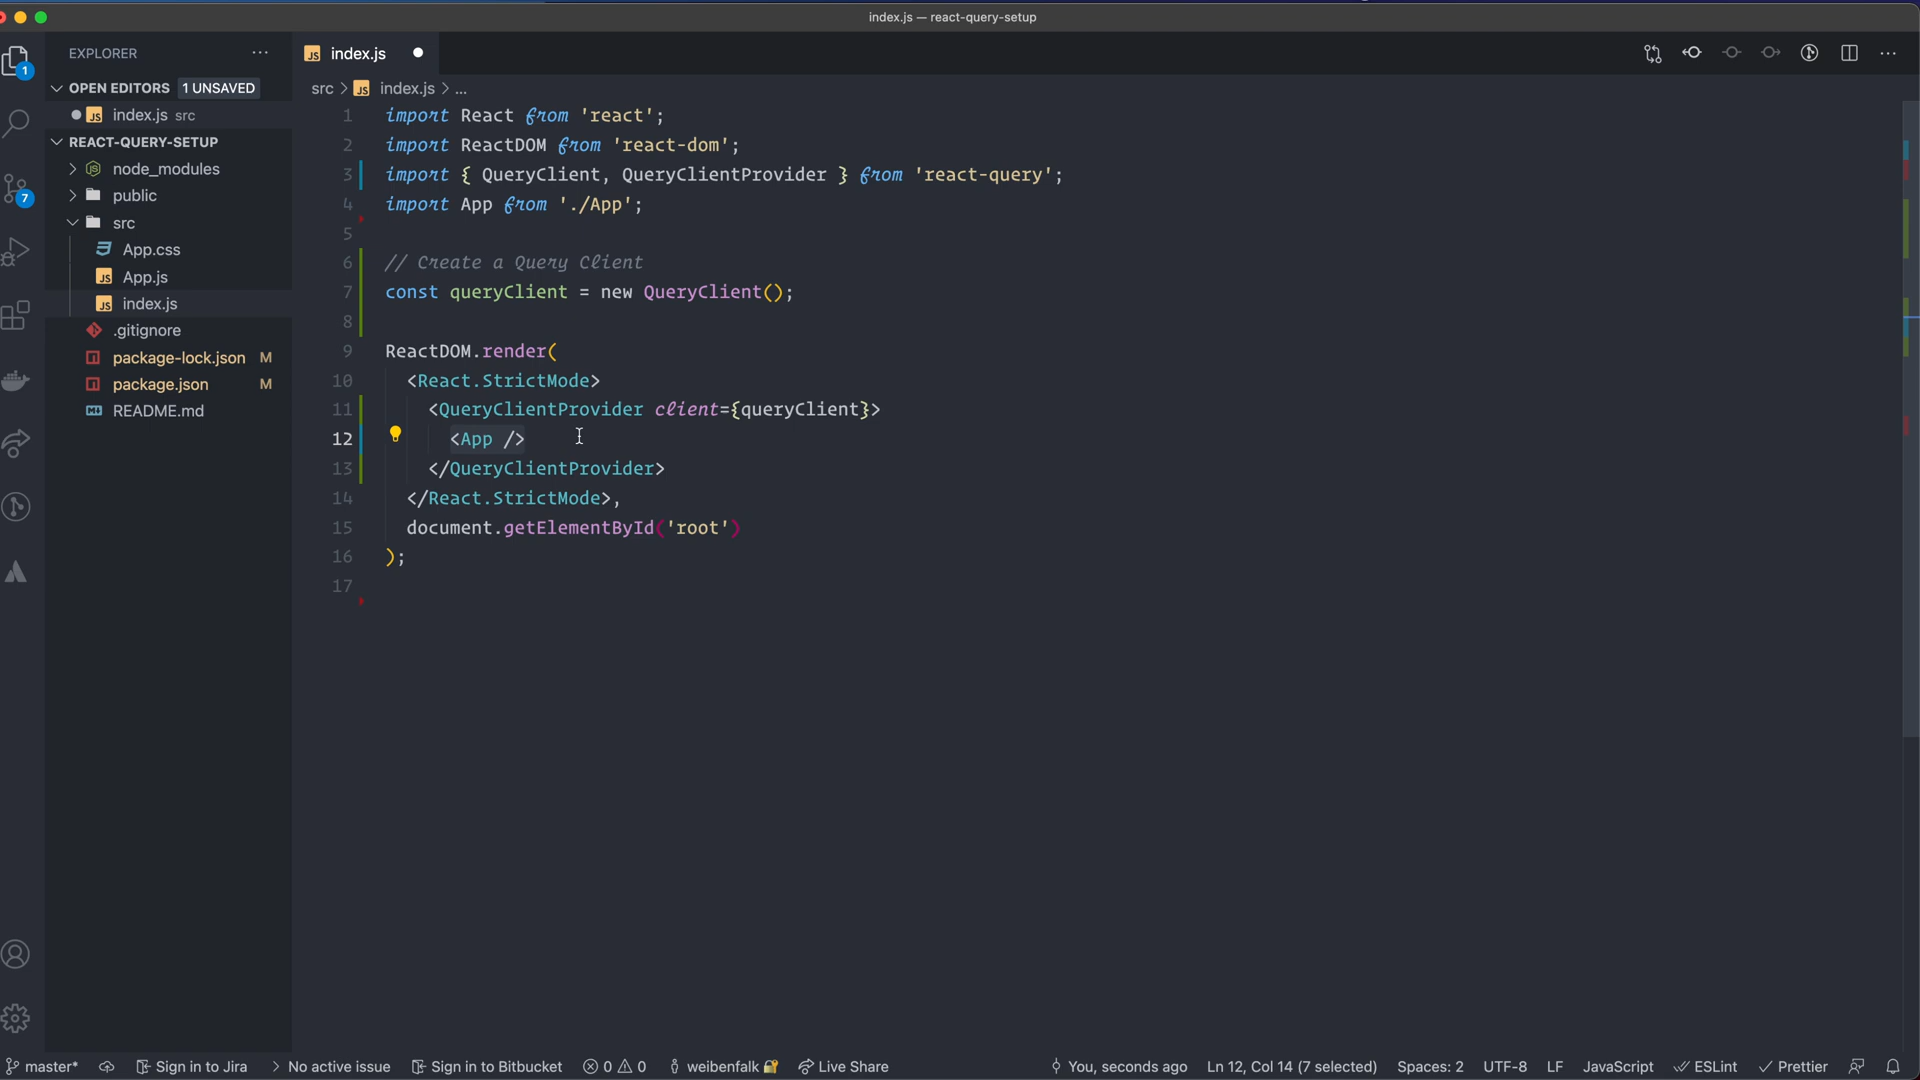 index.js — react-query-setup
EXPLORER
index.js
OPEN EDITORS 1 UNSAVED
index.js src
REACT-QUERY-SETUP
node_modules
public
src
App.css
App.js
index.js
.gitignore
package-lock.json M
package.json M
README.md
1
7
src > index.js > ...
1 import React from 'react';
2 import ReactDOM from 'react-dom';
3 import { QueryClient, QueryClientProvider } from 'react-query';
4 import App from './App';
5
6 // Create a Query Client
7 const queryClient = new QueryClient();
8
9 ReactDOM.render(
10 <React.StrictMode>
11 <QueryClientProvider client={queryClient}>
12 <App />
13 </QueryClientProvider>
14 </React.StrictMode>,
15 document.getElementById('root')
16 );
17
master* Sign in to Jira No active issue Sign in to Bitbucket 0 0 weibenfalk Live Share You, seconds ago Ln 12, Col 14 (7 selected) Spaces: 2 UTF-8 LF JavaScript ESLint Prettier